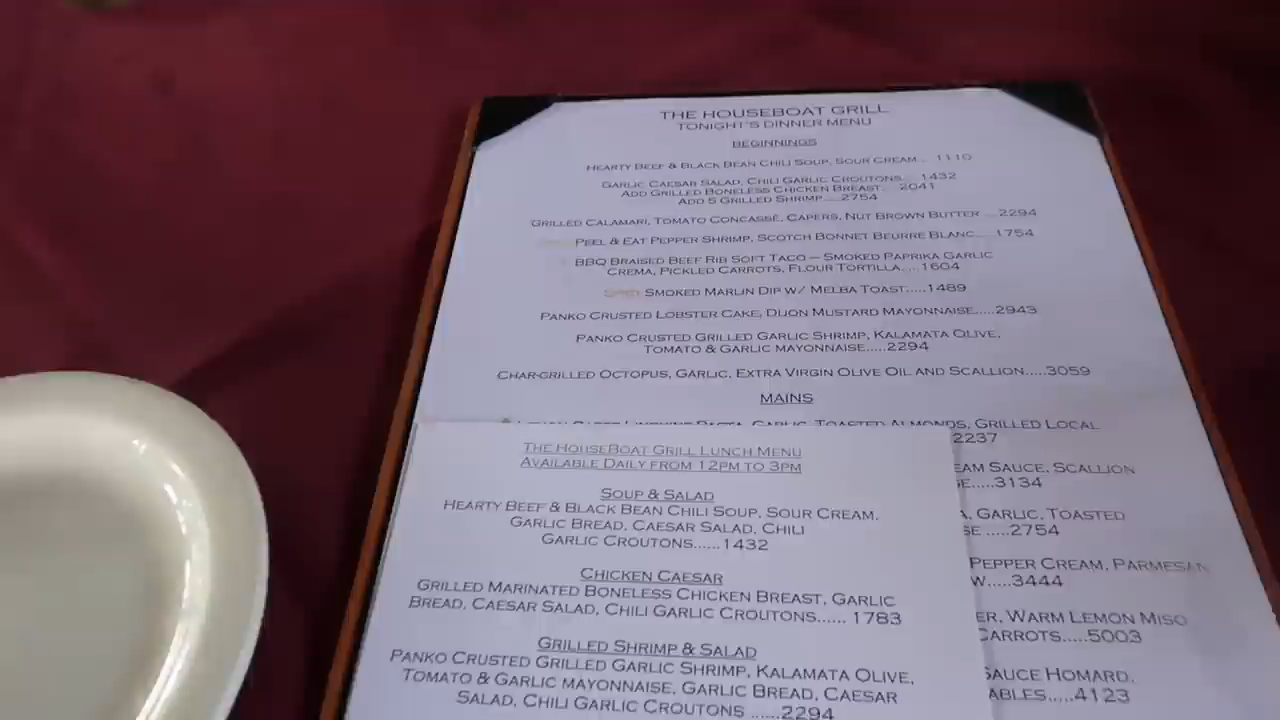 THE HOUSEBOAT GRILL
TONIGHT'S DINNER MENU
BEGINNINGS
HEARTY BEEF & BLACK BEAN CHILI SOUP, SOUR CREAM... 1110
GARLIC CAESAR SALAD, CHILI GARLIC CROUTONS.... 1432
ADD GRILLED BONELESS CHICKEN BREAST.... 2041
ADD 5 GRILLED SHRIMP.....2754
GRILLED CALAMARI, TOMATO CONCASSÉ, CAPERS, NUT BROWN BUTTER ....2294
PEEL & EAT PEPPER SHRIMP, SCOTCH BONNET BEURRE BLANC.....1754
BBQ BRAISED BEEF RIB SOFT TACO – SMOKED PAPRIKA GARLIC
CREMA, PICKLED CARROTS, FLOUR TORTILLA.....1604
SMOKED MARLIN DIP W/ MELBA TOAST.....1489
PANKO CRUSTED LOBSTER CAKE, DIJON MUSTARD MAYONNAISE.....2943
PANKO CRUSTED GRILLED GARLIC SHRIMP, KALAMATA OLIVE,
TOMATO & GARLIC MAYONNAISE.....2294
CHAR-GRILLED OCTOPUS, GARLIC, EXTRA VIRGIN OLIVE OIL AND SCALLION.....3059
MAINS
PASTA, GARLIC, TOASTED ALMONDS, GRILLED LOCAL
2237
EAM SAUCE, SCALLION
SE.....3134
A, GARLIC, TOASTED
SE .....2754
PEPPER CREAM, PARMESAN
W.....3444
ER, WARM LEMON MISO
CARROTS.....5003
SAUCE HOMARD,
ABLES.....4123
THE HOUSEBOAT GRILL LUNCH MENU
AVAILABLE DAILY FROM 12PM TO 3PM
SOUP & SALAD
HEARTY BEEF & BLACK BEAN CHILI SOUP, SOUR CREAM,
GARLIC BREAD, CAESAR SALAD, CHILI
GARLIC CROUTONS......1432
CHICKEN CAESAR
GRILLED MARINATED BONELESS CHICKEN BREAST, GARLIC
BREAD, CAESAR SALAD, CHILI GARLIC CROUTONS...... 1783
GRILLED SHRIMP & SALAD
PANKO CRUSTED GRILLED GARLIC SHRIMP, KALAMATA OLIVE,
TOMATO & GARLIC MAYONNAISE, GARLIC BREAD, CAESAR
SALAD, CHILI GARLIC CROUTONS ......2294